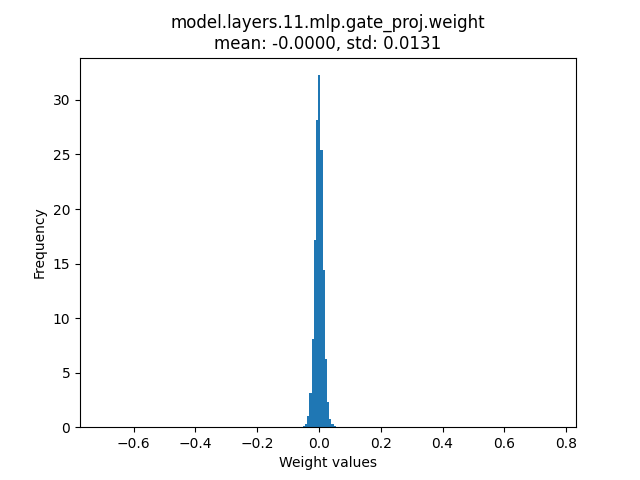 model.layers.11.mlp.gate_proj.weight
mean: -0.0000, std: 0.0131
30
25
20
15
10
5
0
Frequency
−0.6 −0.4 −0.2 0.0 0.2 0.4 0.6 0.8
Weight values